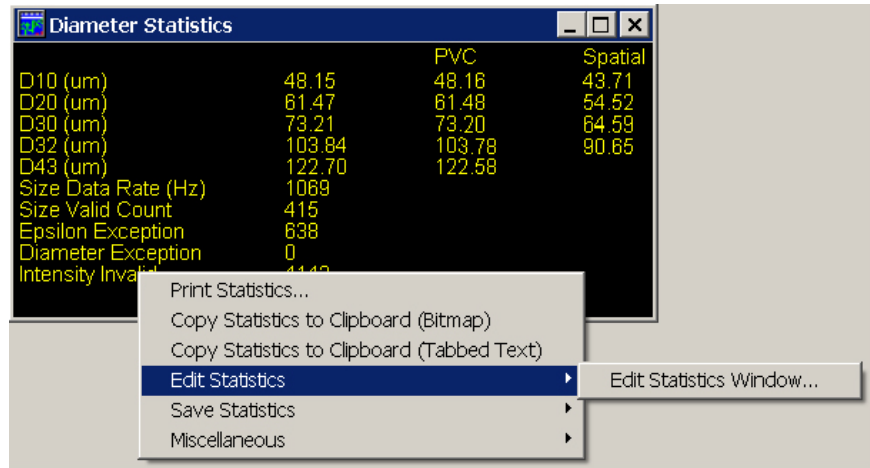 Diameter Statistics
PVC Spatial
D10 (um) 48.15 48.16 43.71
D20 (um) 61.47 61.48 54.52
D30 (um) 73.21 73.20 64.59
D32 (um) 103.84 103.78 90.65
D43 (um) 122.70 122.58
Size Data Rate (Hz) 1069
Size Valid Count 415
Epsilon Exception 638
Diameter Exception 0
Intensity
Print Statistics...
Copy Statistics to Clipboard (Bitmap)
Copy Statistics to Clipboard (Tabbed Text)
Edit Statistics
Edit Statistics Window...
Save Statistics
Miscellaneous